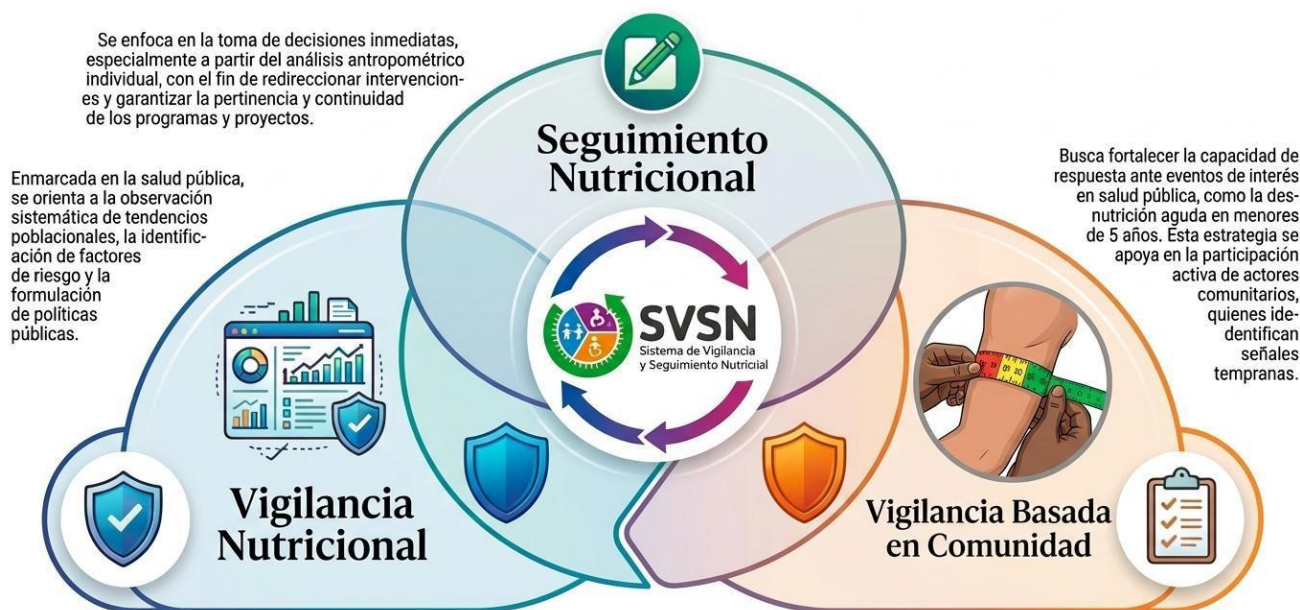 Se enfoca en la toma de decisiones inmediatas,
especialmente a partir del análisis antropométrico
individual, con el fin de redireccionar intervencion-
es y garantizar la pertinencia y continuidad
de los programas y proyectos.
Seguimiento
Nutricional
Enmarcada en la salud pública,
se orienta a la observación
sistemática de tendencios
poblacionales, la identific-
ación de factores
de riesgo y la
formulación
de políticas
públicas.
Busca fortalecer la capacidad de
respuesta ante eventos de interés
en salud pública, como la des-
nutrición aguda en menores
de 5 años. Esta estrategia se
apoya en la participación
activa de actores
comunitarios,
quienes ide-
dentifican
señales
tempranas.
SVSN
Sistema de Vigilancia
y Seguimiento
Vigilancia
Nutricional
Vigilancia Basada
en Comunidad